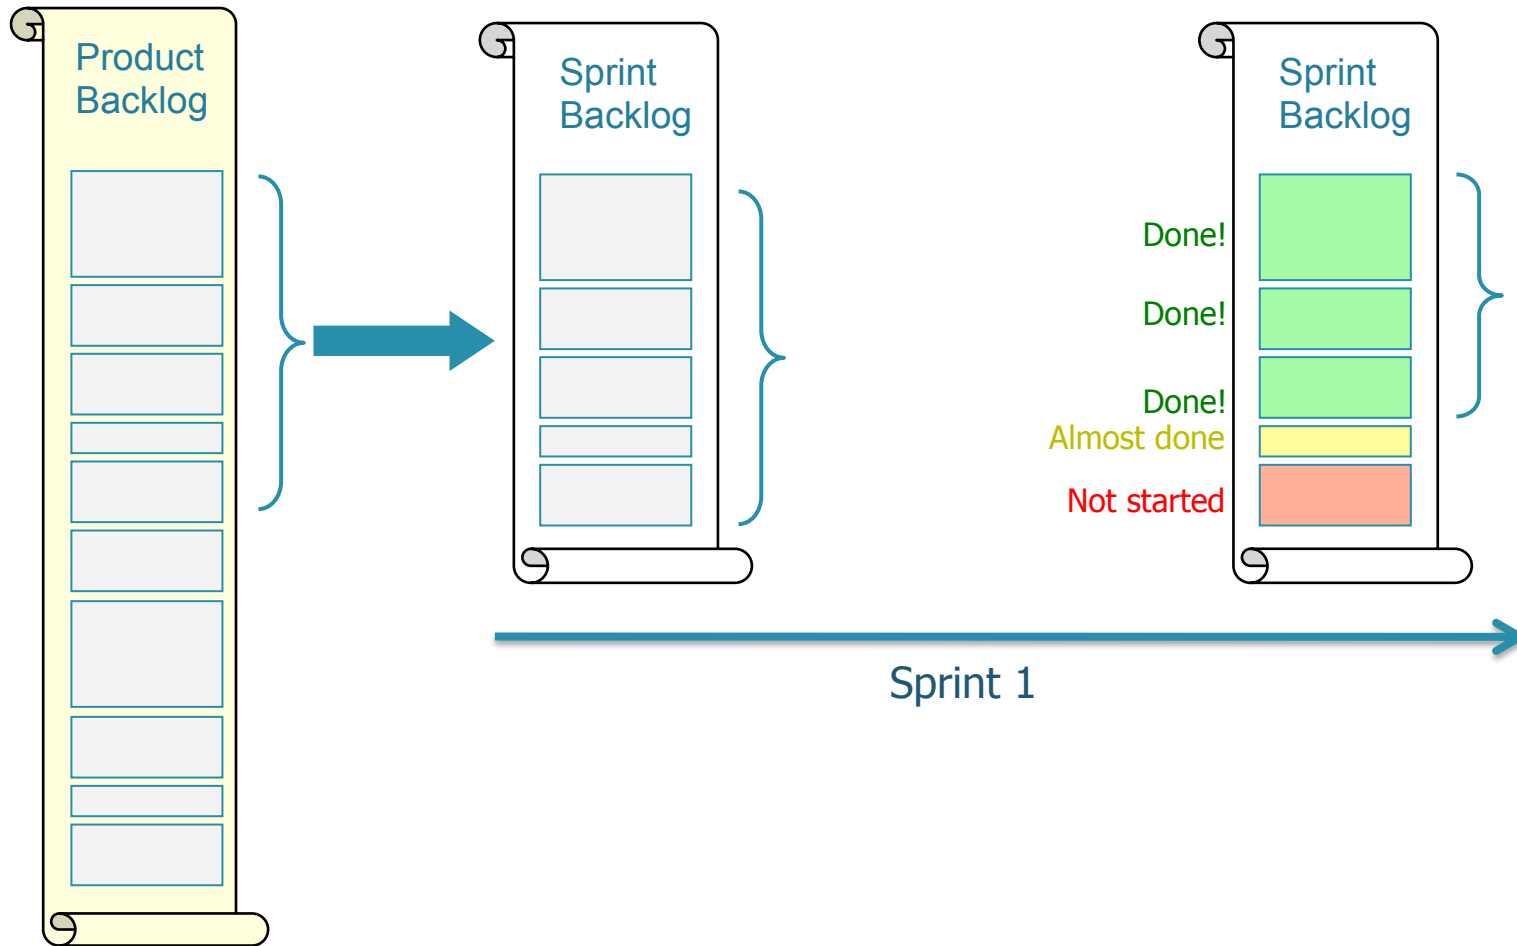 Product
Backlog
Sprint
Backlog
Sprint
Backlog
Done!
Done!
Done!
Almost done
Not started
Sprint 1